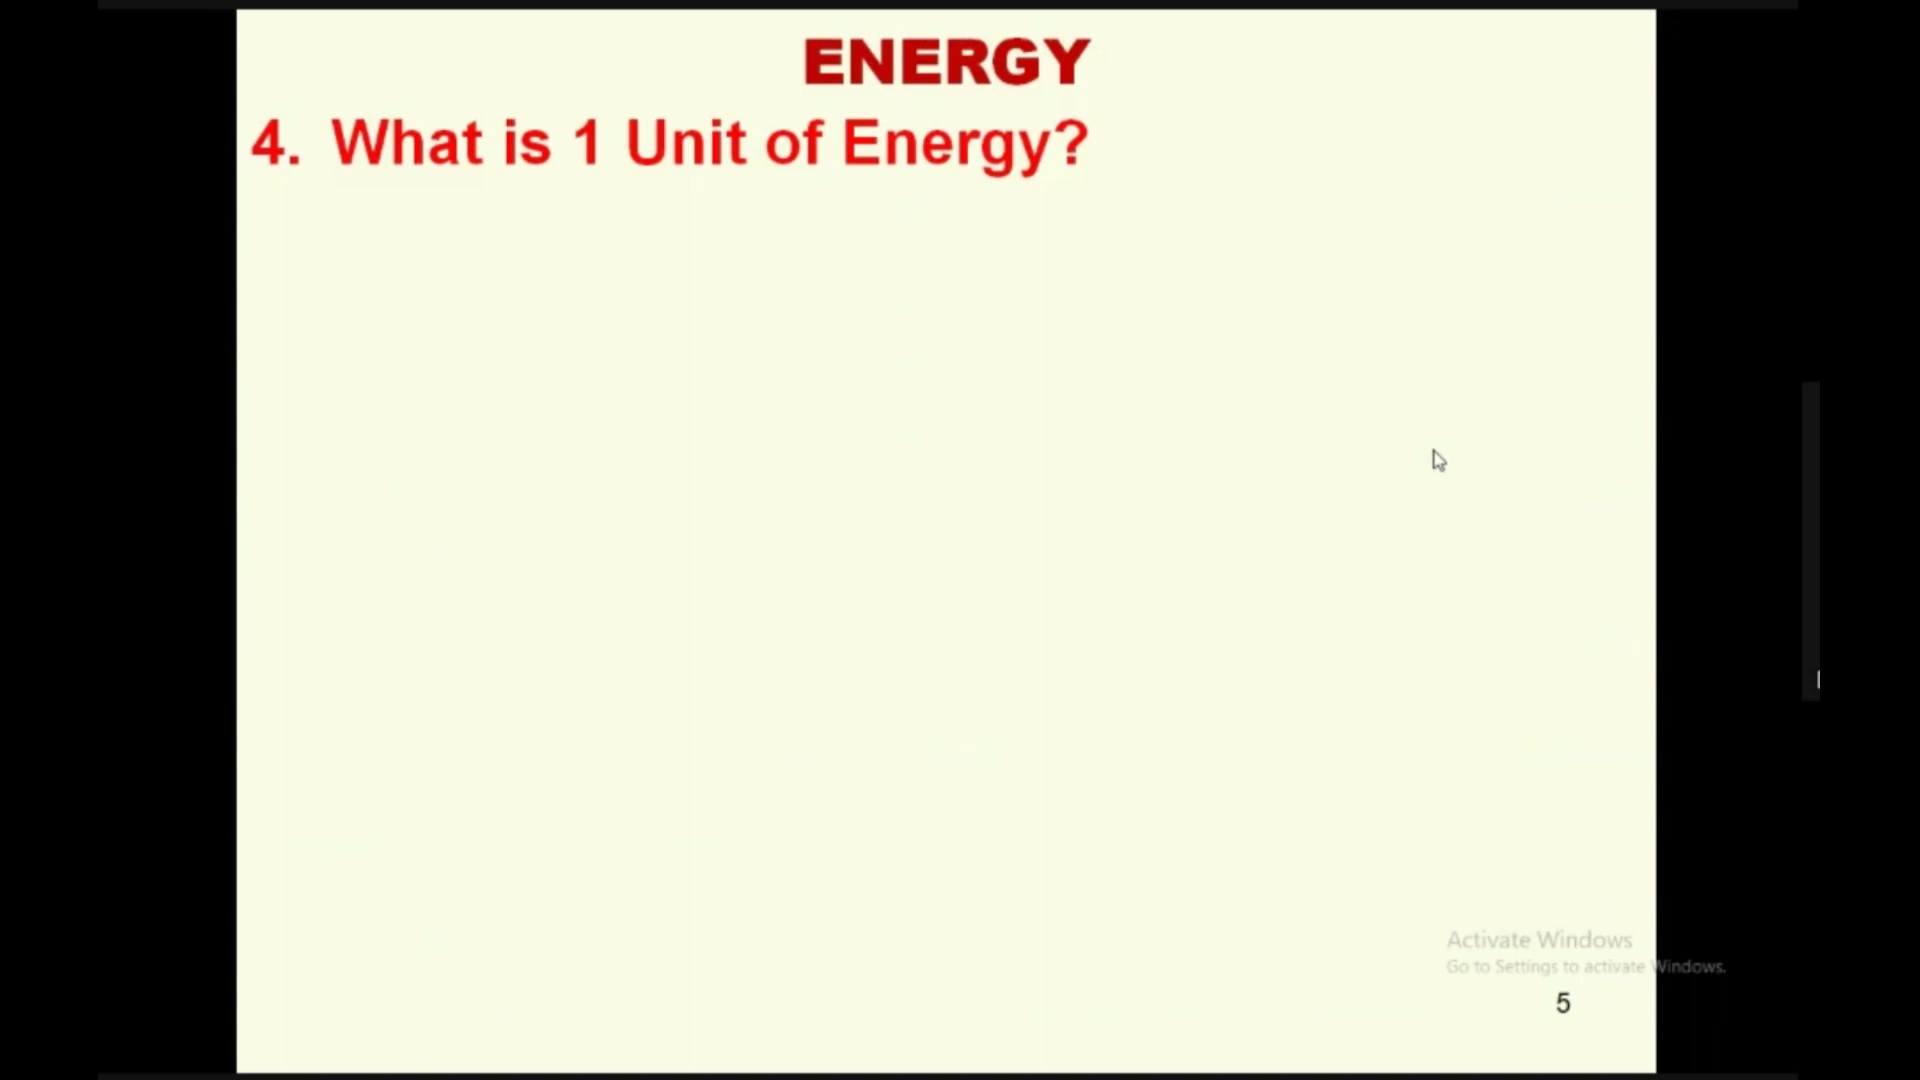 ENERGY
4. What is 1 Unit of Energy?
Activate Windows
Go to Settings to activate Windows.
5